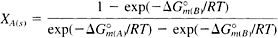 X_{A(s)} = \frac{1 - \exp(-\Delta G^{\circ}_{m(B)}/RT)}{\exp(-\Delta G^{\circ}_{m(A)}/RT) - \exp(-\Delta G^{\circ}_{m(B)}/RT)}